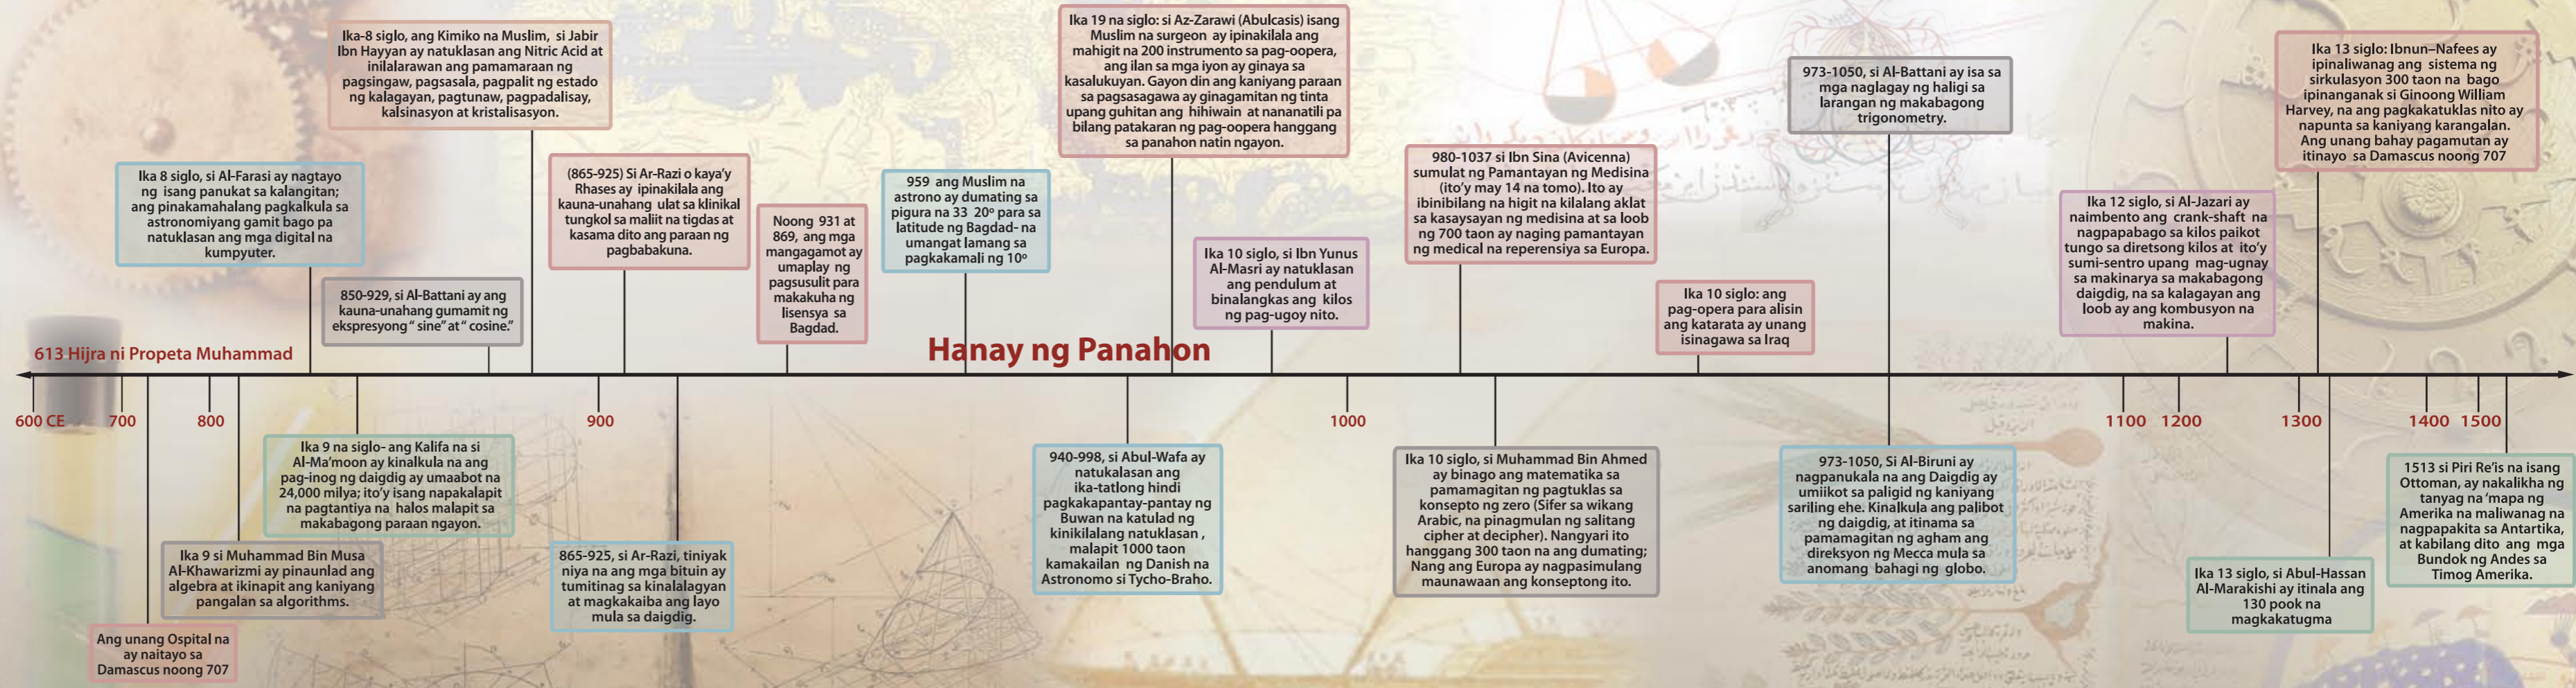 Ika-8 siglo, ang Kimiko na Muslim, si Jabir
Ibn Hayyan ay natuklasan ang Nitric Acid at
inilalarawan ang pamamaraan ng
pagsingaw, pagsasala, pagpalit ng estado
ng kalagayan, pagtunaw, pagpadalisay,
kalsinasyon at kristalisasyon.
Ika 19 na siglo: si Az-Zarawi (Abulcasis) isang
Muslim na surgeon ay ipinakilala ang
mahigit na 200 instrumento sa pag-oopera,
ang ilan sa mga iyon ay ginaya sa
kasalukuyan. Gayon din ang kaniyang paraan
sa pagsasagawa ay ginagamitan ng tinta
upang guhitan ang hihiwain at nananatili pa
bilang patakaran ng pag-oopera hanggang
sa panahon natin ngayon.
973-1050, si Al-Battani ay isa sa
mga naglagay ng haligi sa
larangan ng makabagong
trigonometry.
Ika 13 siglo: Ibnun–Nafees ay
ipinaliwanag ang sistema ng
sirkulasyon 300 taon na bago
ipinanganak si Ginoong William
Harvey, na ang pagkakatuklas nito ay
napunta sa kaniyang karangalan.
Ang unang bahay pagamutan ay
itinayo sa Damascus noong 707
Ika 8 siglo, si Al-Farasi ay nagtayo
ng isang panukat sa kalangitan;
ang pinakamahalang pagkalkula sa
astronomiyang gamit bago pa
natuklasan ang mga digital na
kumpyuter.
(865-925) Si Ar-Razi o kaya'y
Rhases ay ipinakilala ang
kauna-unahang ulat sa klinikal
tungkol sa maliit na tigdas at
kasama dito ang paraan ng
pagbabakuna.
Noong 931 at
869, ang mga
mangagamot ay
umaplay ng
pagsusulit para
makakuha ng
lisensya sa
Bagdad.
959 ang Muslim na
astrono ay dumating sa
pigura na 33 20º para sa
latitude ng Bagdad- na
umangat lamang sa
pagkakamali ng 10º
Ika 10 siglo, si Ibn Yunus
Al-Masri ay natuklasan
ang pendulum at
binalangkas ang kilos
ng pag-ugoy nito.
980-1037 si Ibn Sina (Avicenna)
sumulat ng Pamantayan ng Medisina
(ito'y may 14 na tomo). Ito ay
ibinibilang na higit na kilalang aklat
sa kasaysayan ng medisina at sa loob
ng 700 taon ay naging pamantayan
ng medical na reperensiya sa Europa.
Ika 10 siglo: ang
pag-opera para alisin
ang katarata ay unang
isinagawa sa Iraq
Ika 12 siglo, si Al-Jazari ay
naimbento ang crank-shaft na
nagpapabago sa kilos paikot
tungo sa diretsong kilos at ito'y
sumi-sentro upang mag-ugnay
sa makinarya sa makabagong
daigdig, na sa kalagayan ang
loob ay ang kombusyon na
makina.
850-929, si Al-Battani ay ang
kauna-unahang gumamit ng
ekspresyong “ sine” at “ cosine.”
613 Hijra ni Propeta Muhammad
Hanay ng Panahon
600 CE 700 800 900 1000 1100 1200 1300 1400 1500
Ika 9 na siglo- ang Kalifa na si
Al-Ma'moon ay kinalkula na ang
pag-inog ng daigdig ay umaabot na
24,000 milya; ito'y isang napakalapit
na pagtantiya na halos malapit sa
makabagong paraan ngayon.
Ika 9 si Muhammad Bin Musa
Al-Khawarizmi ay pinaunlad ang
algebra at ikinapit ang kaniyang
pangalan sa algorithms.
Ang unang Ospital na
ay naitayo sa
Damascus noong 707
865-925, si Ar-Razi, tiniyak
niya na ang mga bituin ay
tumitinag sa kinalalagyan
at magkakaiba ang layo
mula sa daigdig.
940-998, si Abul-Wafa ay
natukalasan ang
ika-tatlong hindi
pagkakapantay-pantay ng
Buwan na katulad ng
kinikilalang natuklasan ,
malapit 1000 taon
kamakailan ng Danish na
Astronomo si Tycho-Braho.
Ika 10 siglo, si Muhammad Bin Ahmed
ay binago ang matematika sa
pamamagitan ng pagtuklas sa
konsepto ng zero (Sifer sa wikang
Arabic, na pinagmulan ng salitang
cipher at decipher). Nangyari ito
hanggang 300 taon na ang dumating;
Nang ang Europa ay nagpasimulang
maunawaan ang konseptong ito.
973-1050, Si Al-Biruni ay
nagpanukala na ang Daigdig ay
umiikot sa paligid ng kaniyang
sariling ehe. Kinalkula ang palibot
ng daigdig, at itinama sa
pamamagitan ng agham ang
direksyon ng Mecca mula sa
anomang bahagi ng globo.
Ika 13 siglo, si Abul-Hassan
Al-Marakishi ay itinala ang
130 pook na
magkakatugma
1513 si Piri Re'is na isang
Ottoman, ay nakalikha ng
tanyag na ‘mapa ng
Amerika na maliwanag na
nagpapakita sa Antartika,
at kabilang dito ang mga
Bundok ng Andes sa
Timog Amerika.